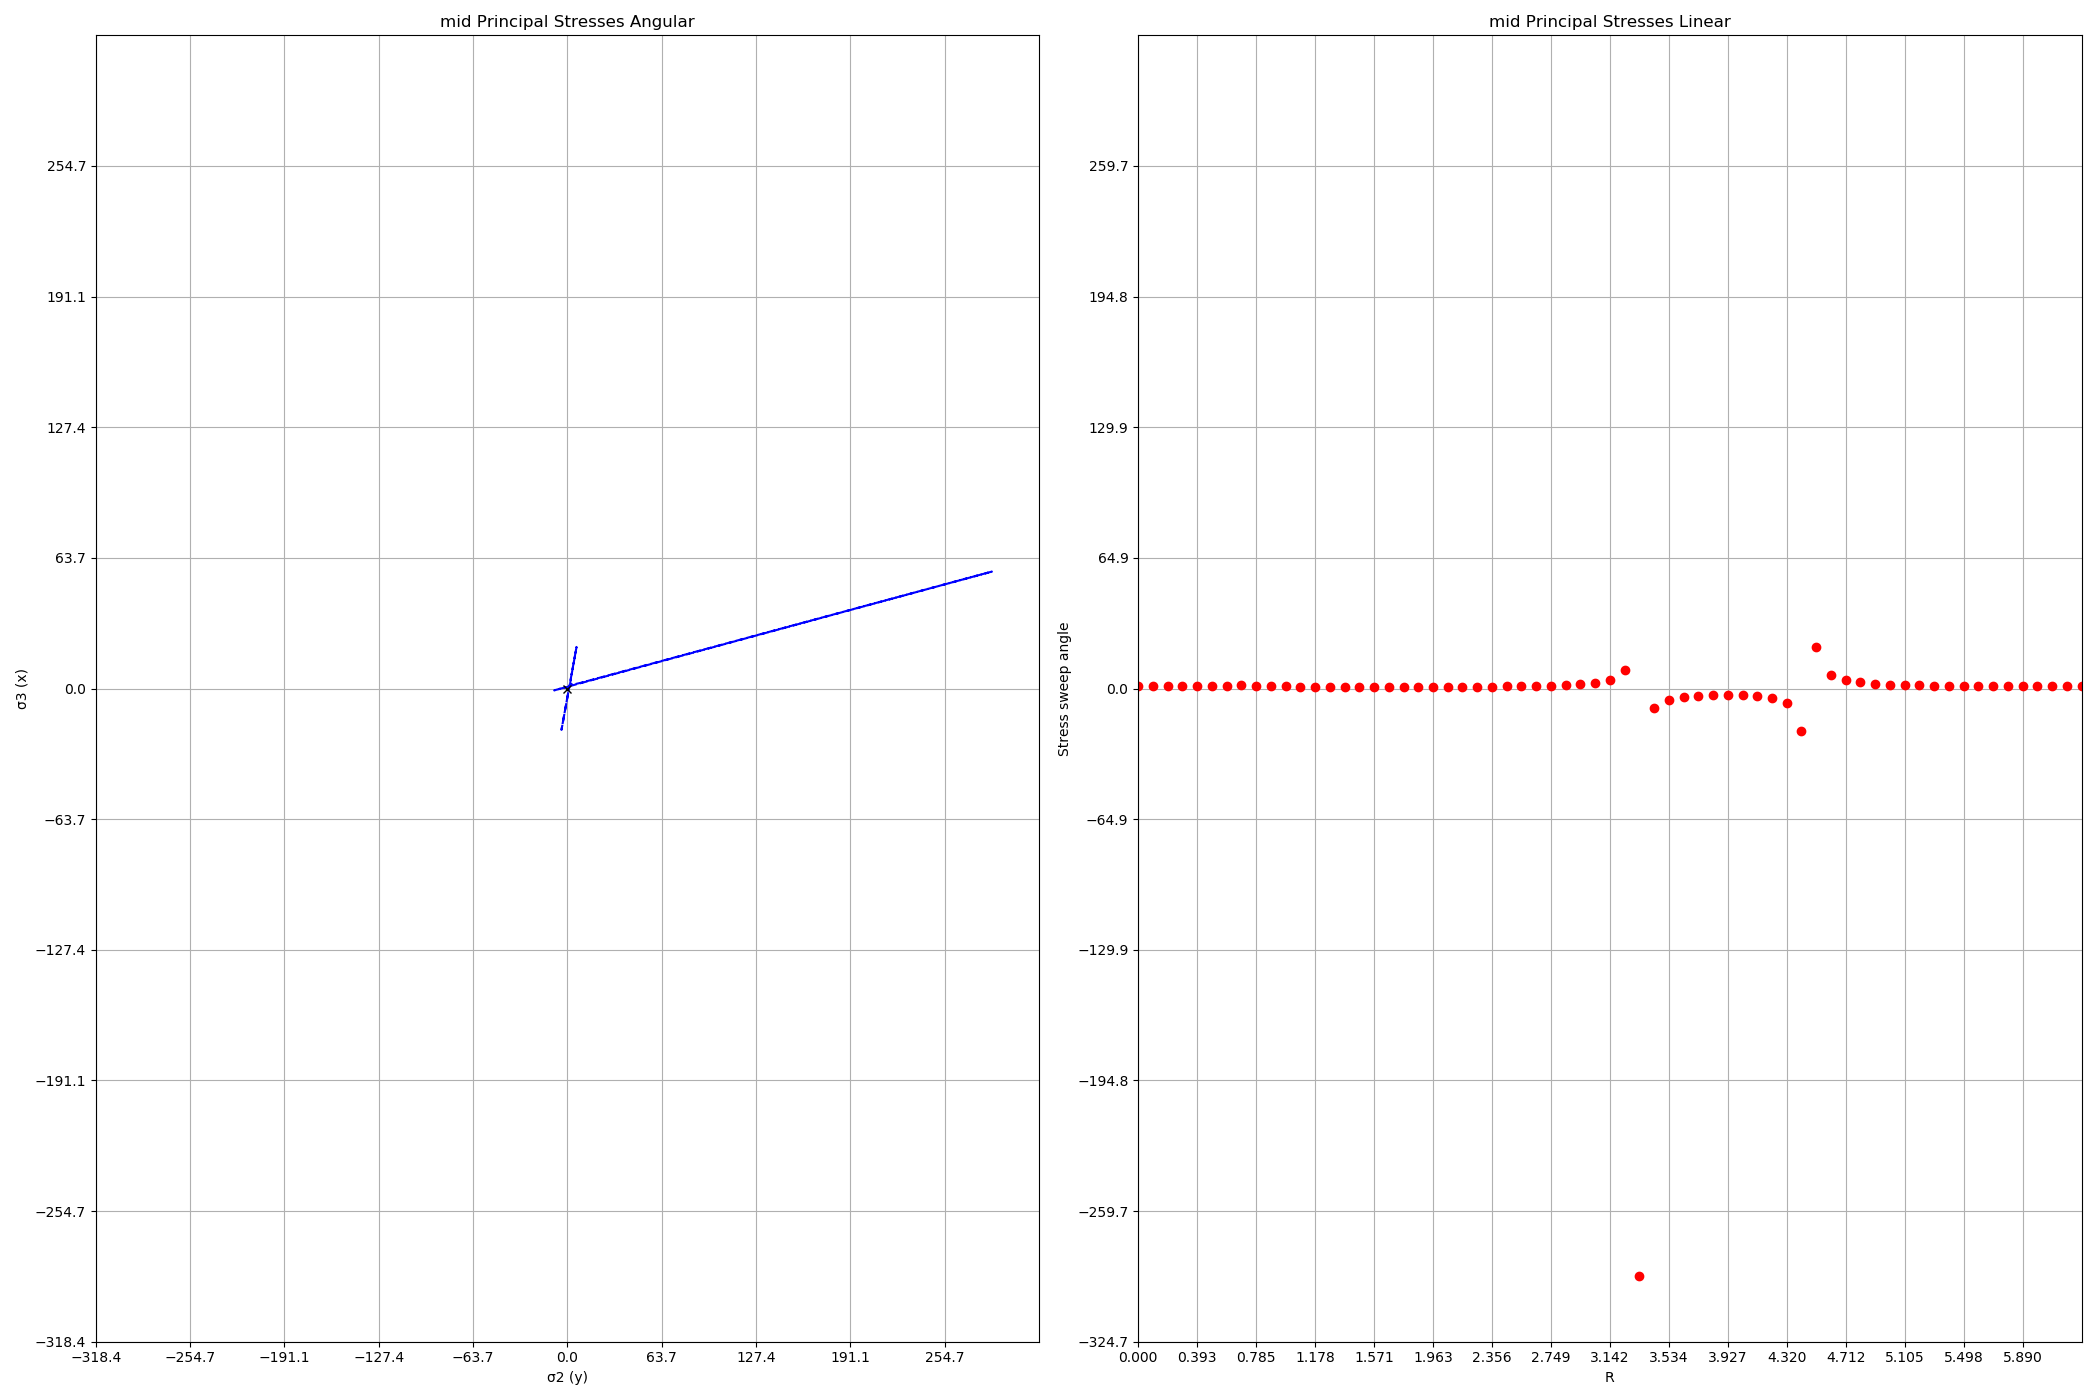 mid Principal Stresses Angular
254.7
191.1
127.4
63.7
0.0
−63.7
−127.4
−191.1
−254.7
−318.4
σ3 (x)
−318.4 −254.7 −191.1 −127.4 −63.7 0.0 63.7 127.4 191.1 254.7
σ2 (y)
mid Principal Stresses Linear
259.7
194.8
129.9
64.9
0.0
−64.9
−129.9
−194.8
−259.7
−324.7
Stress sweep angle
0.000 0.393 0.785 1.178 1.571 1.963 2.356 2.749 3.142 3.534 3.927 4.320 4.712 5.105 5.498 5.890
R